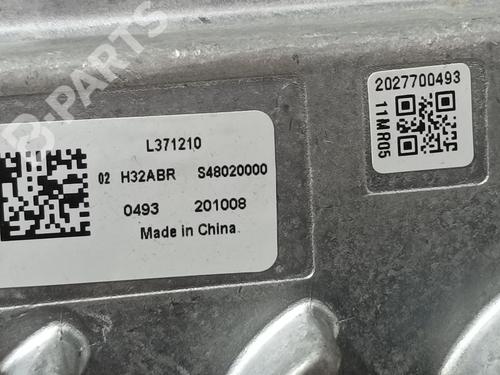 B-PARTS
L371210
02 H32ABR S48020000
0493 201008
Made in China
2027700493
11MR05